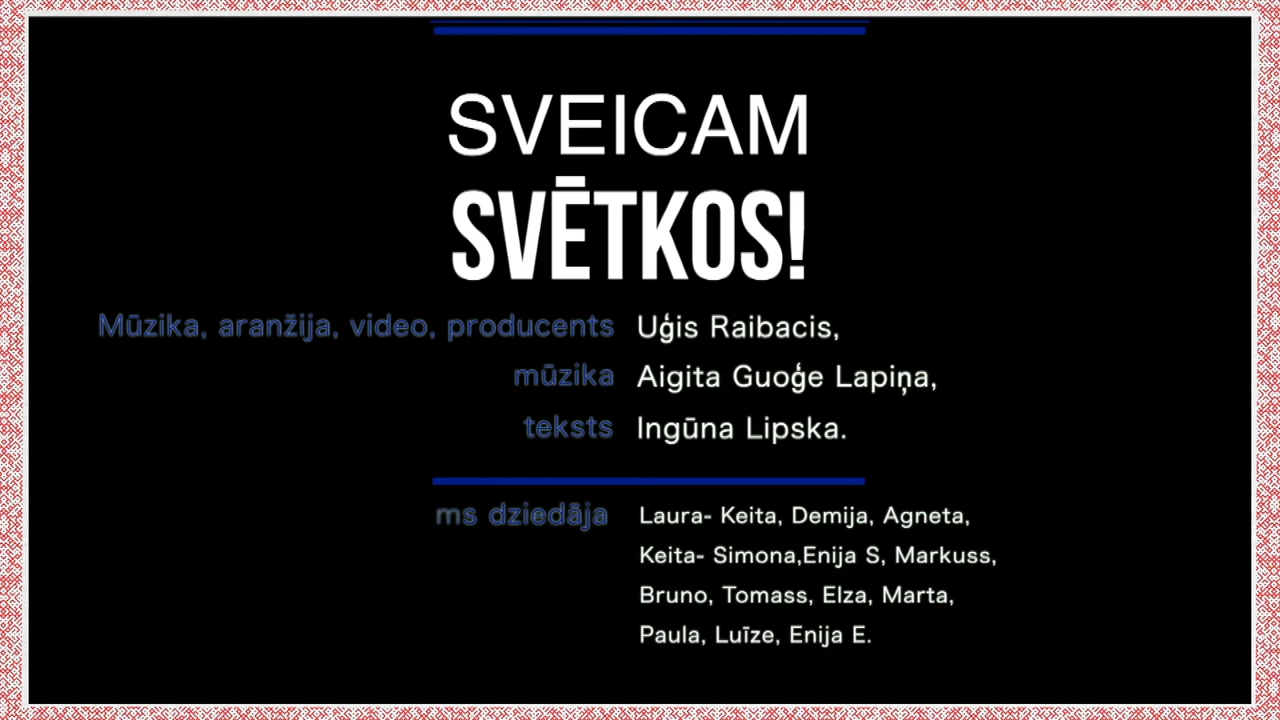 SVEICAM
SVĒTKOS!
Mūzika, aranžija, video, producents Uģis Raibacis,
mūzika Aigita Guoģe Lapiņa,
teksts Ingūna Lipska.
ms dziedāja Laura- Keita, Demija, Agneta,
Keita- Simona,Enija S, Markuss,
Bruno, Tomass, Elza, Marta,
Paula, Luīze, Enija E.